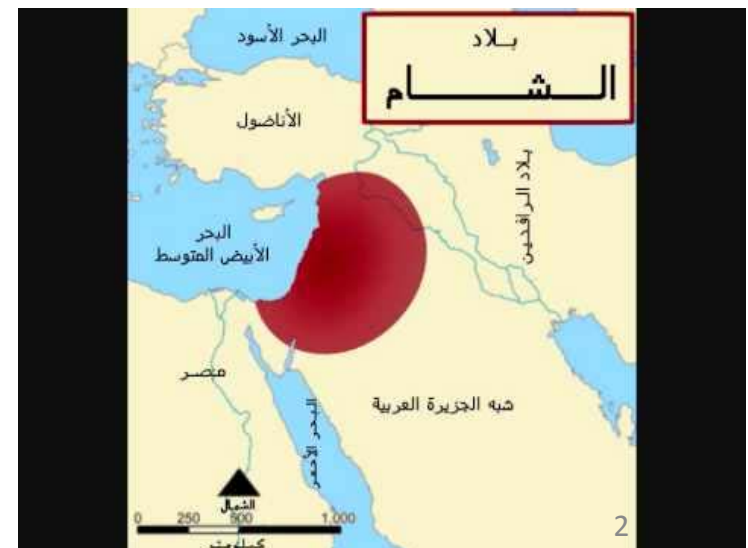 بلاد
الشام
البحر الأسود
الأناضول
بلاد الرافدين
البحر
الأبيض المتوسط
مصر
شبه الجزيرة العربية
البحر الأحمر
الشمال
0 250 500 1.000
كيلومتر
2